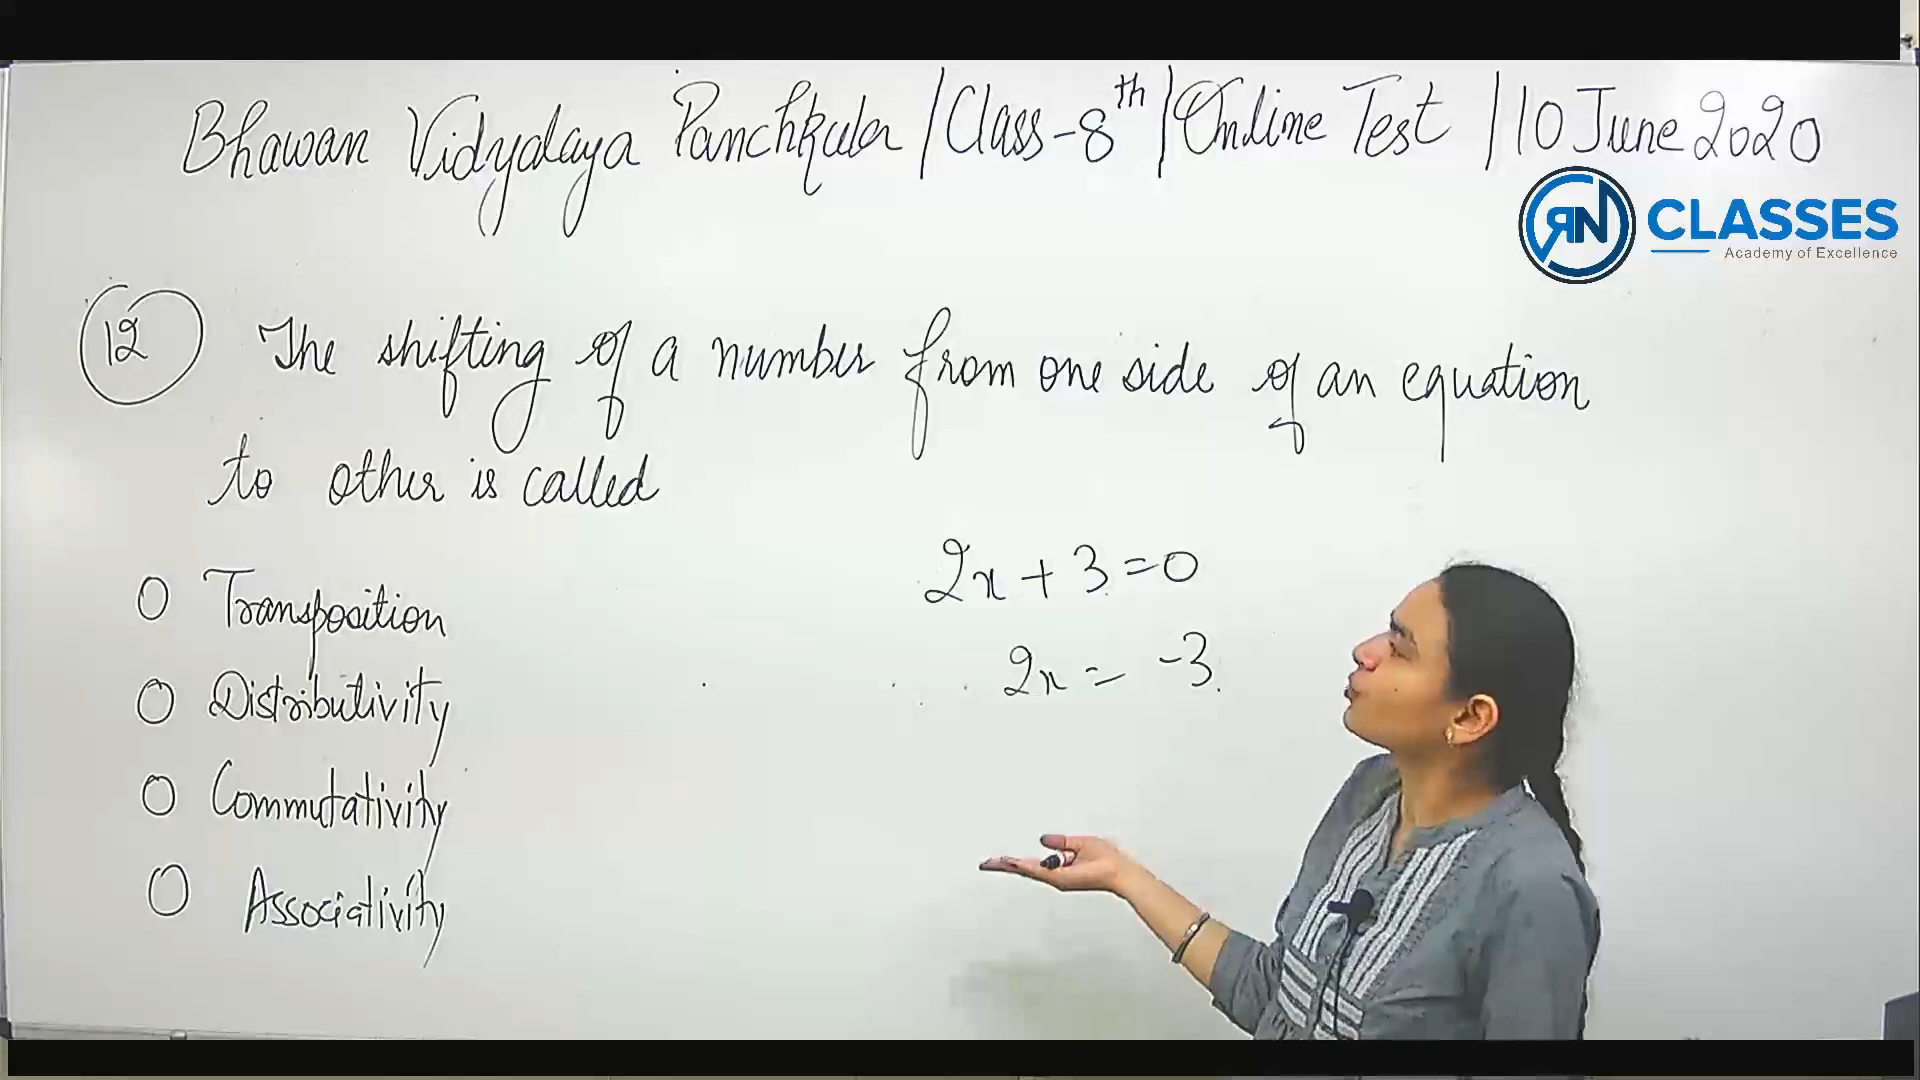 Bhawan Vidyalaya Panchkula / Class-8th / Online Test / 10 June 2020
RN CLASSES
Academy of Excellence
12 The shifting of a number from one side of an equation
to other is called
2x + 3 = 0
2x = -3
O Transposition
O Distributivity
O Commutativity
O Associativity